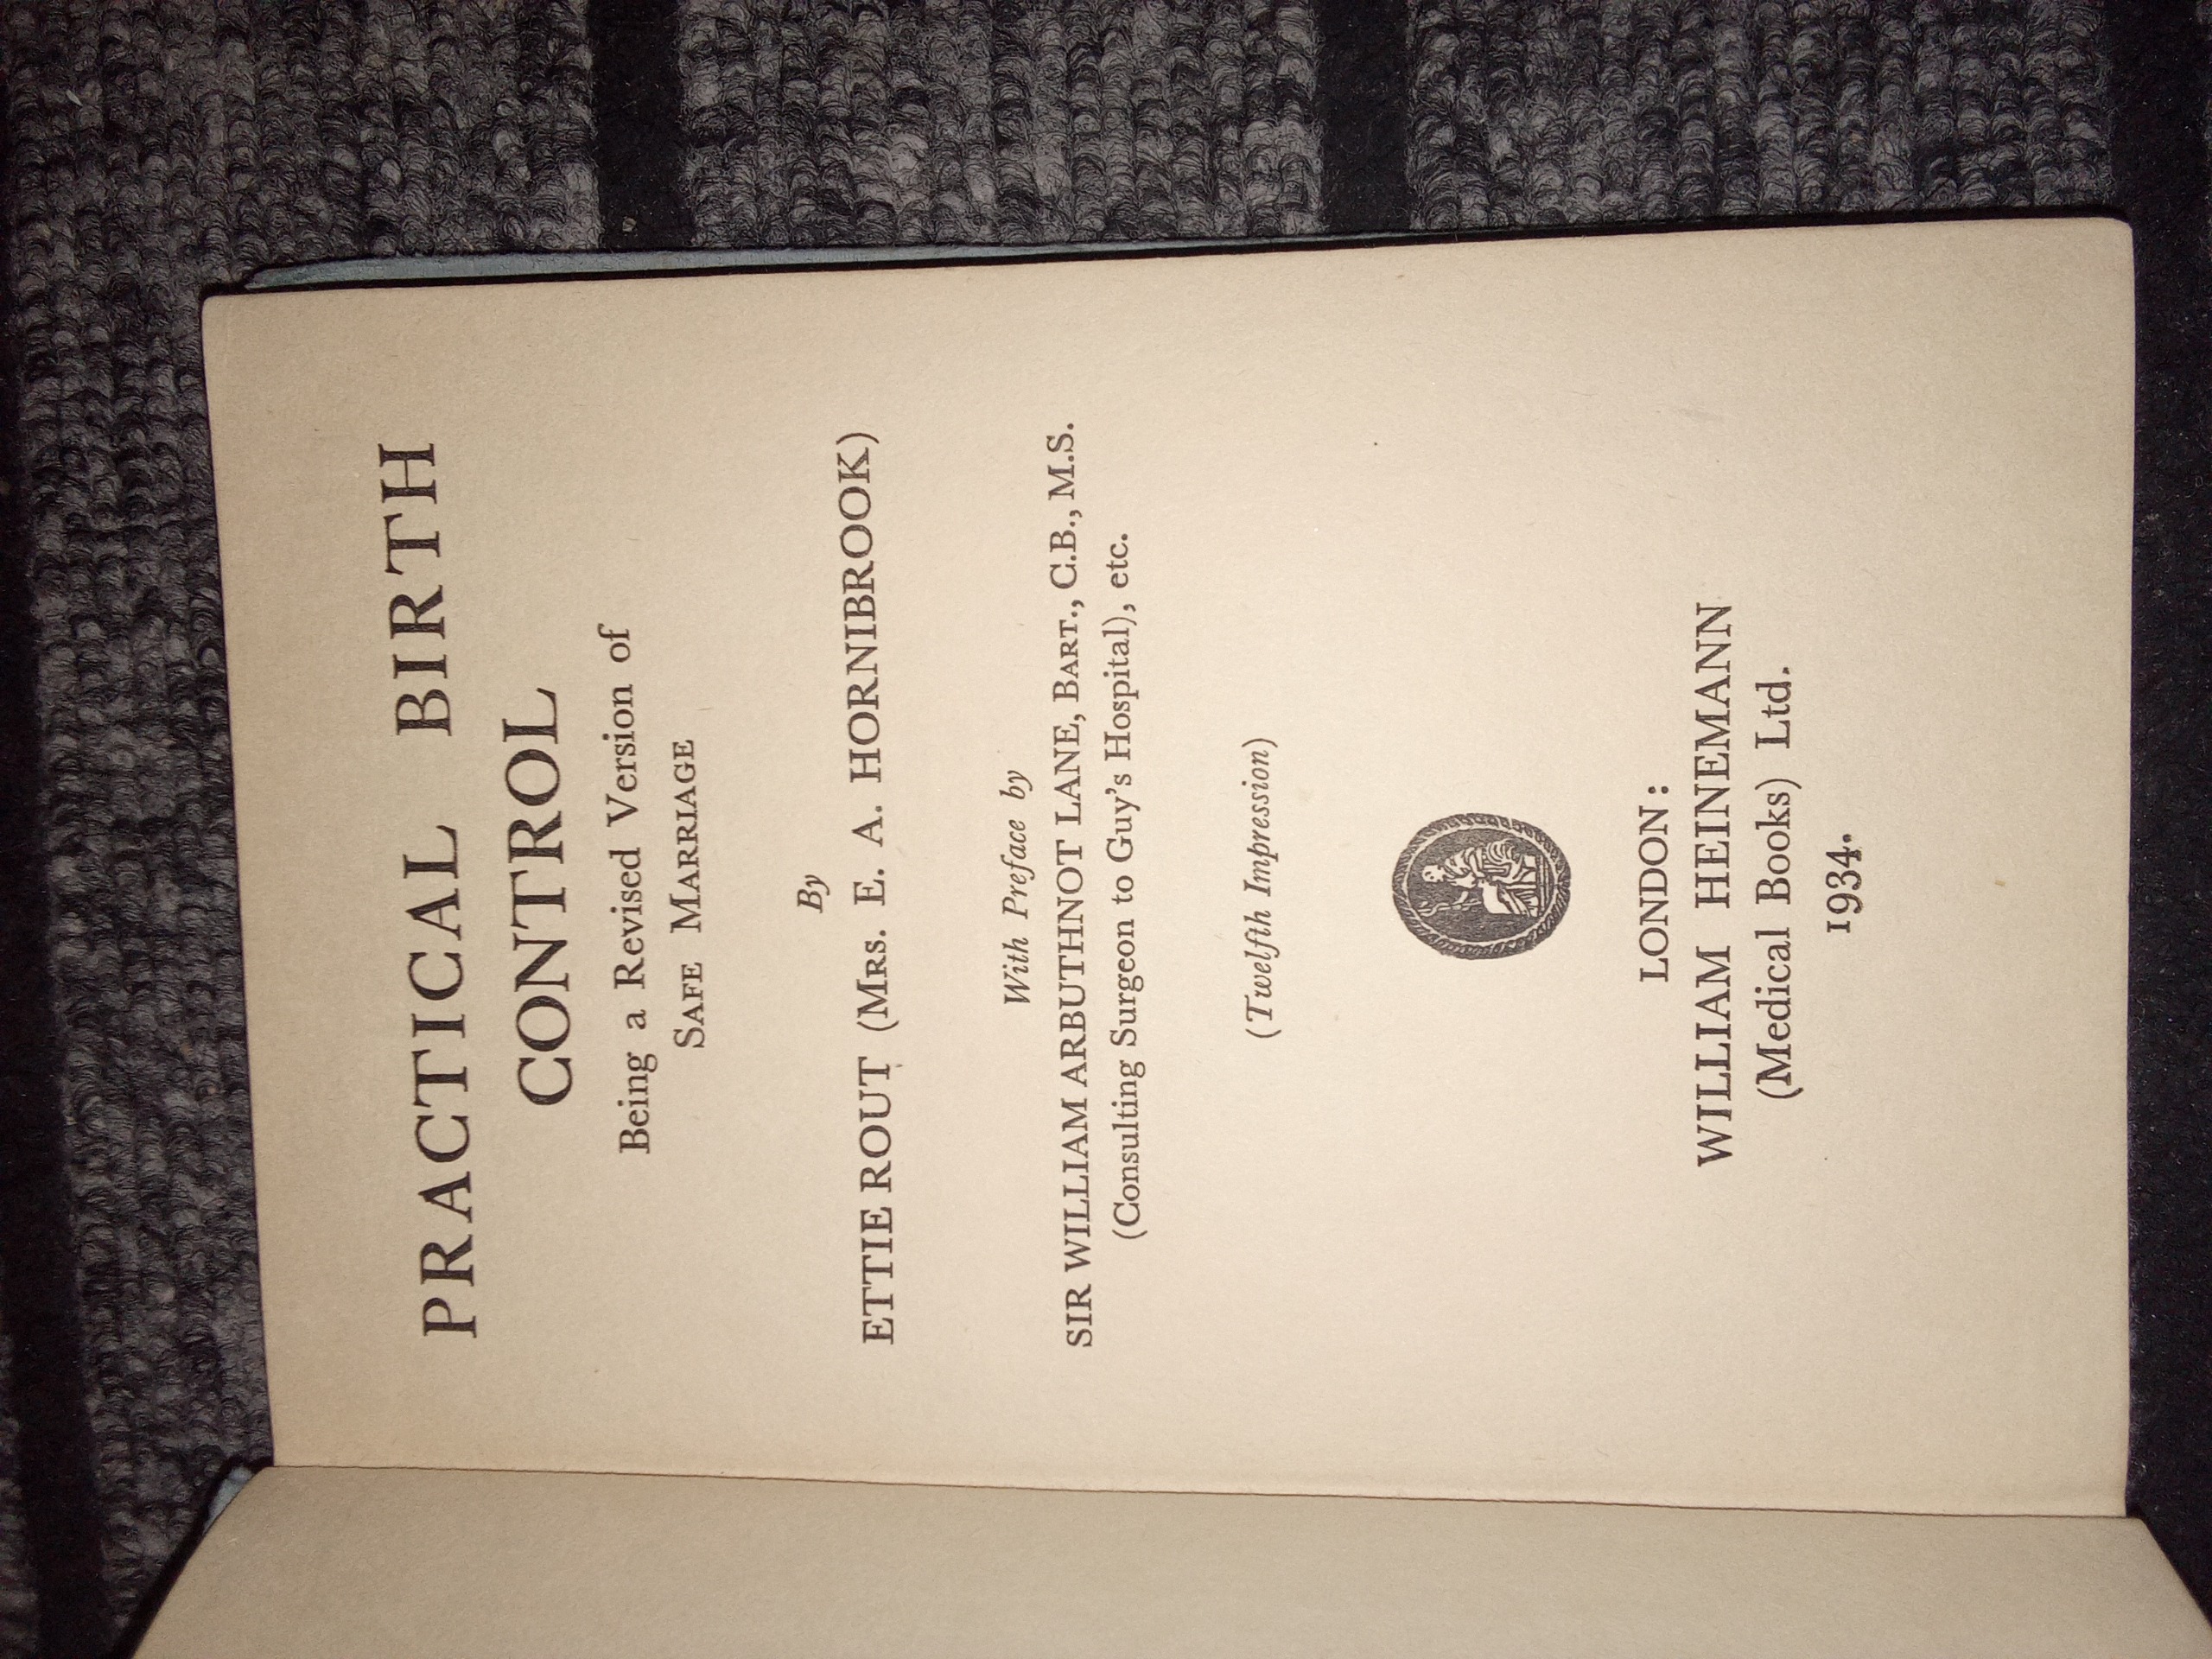 PRACTICAL BIRTH
CONTROL
Being a Revised Version of
SAFE MARRIAGE
By
ETTIE ROUT (MRS. E. A. HORNIBROOK)
With Preface by
SIR WILLIAM ARBUTHNOT LANE, BART., C.B., M.S.
(Consulting Surgeon to Guy's Hospital), etc.
(Twelfth Impression)
LONDON:
WILLIAM HEINEMANN
(Medical Books) Ltd.
1934.